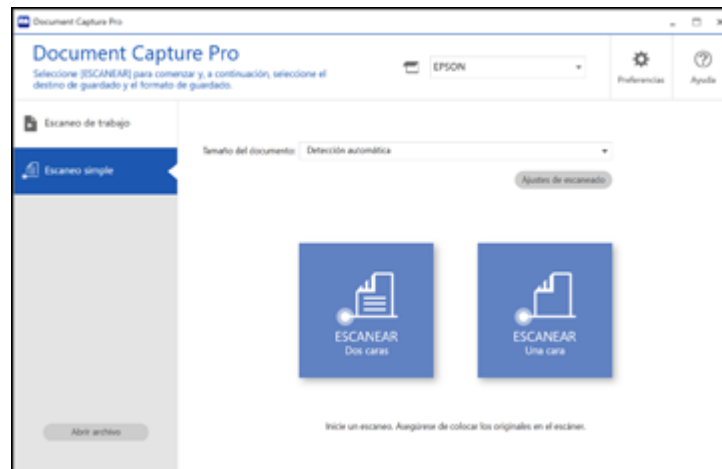 Document Capture Pro
Document Capture Pro
Seleccione [ESCANEAR] para comenzar y, a continuación, seleccione el
destino de guardado y el formato de guardado.
EPSON
Preferencias
Ayuda
Escaneo de trabajo
Escaneo simple
Tamaño del documento:
Detección automática
Ajustes de escaneado
ESCANEAR
Dos caras
ESCANEAR
Una cara
Abrir archivo
Inicie un escaneo. Asegúrese de colocar los originales en el escáner.